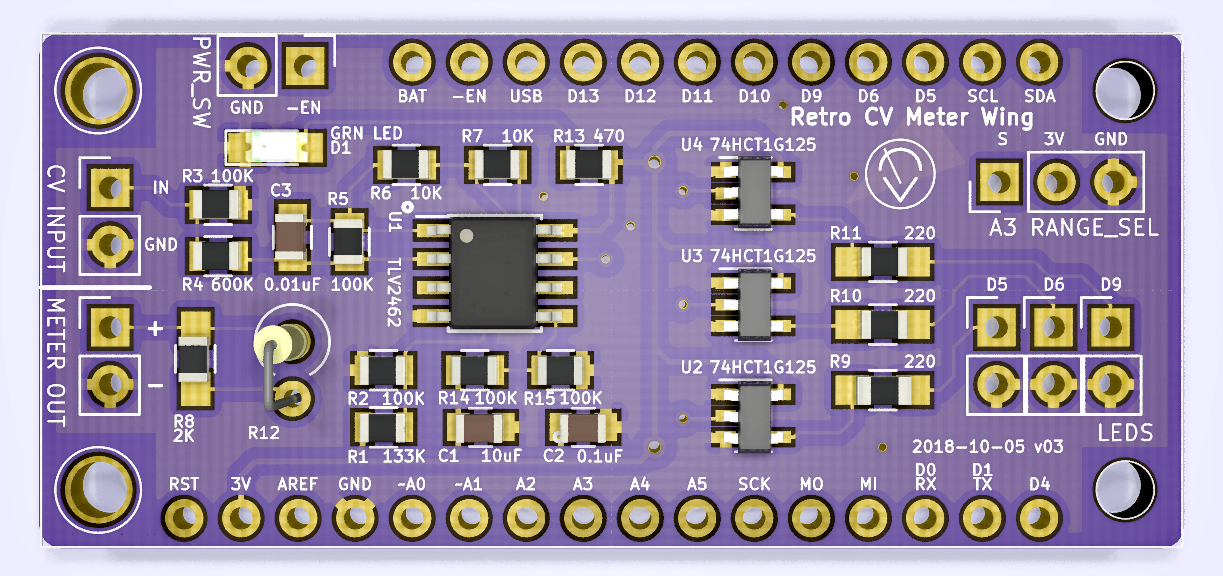 PWR_SW
GND
-EN
BAT -EN USB D13 D12 D11 D10 D9 D6 D5 SCL SDA
Retro CV Meter Wing
GRN LED
D1
R7 10K
R13 470
U4 74HCT1G125
S 3V GND
A3 RANGE_SEL
CV INPUT
IN
GND
R3 100K
C3
R5
R6 10K
U1
TLV2462
R4 600K
0.01uF
100K
U3 74HCT1G125
R11 220
R10 220
R9 220
D5 D6 D9
LEDS
METER OUT
+
-
R8
2K
R12
R2 100K
R14 100K
R15 100K
U2 74HCT1G125
R1 133K
C1 10uF
C2 0.1uF
2018-10-05 v03
RST 3V AREF GND ~A0 ~A1 A2 A3 A4 A5 SCK MO MI D0 RX D1 TX D4